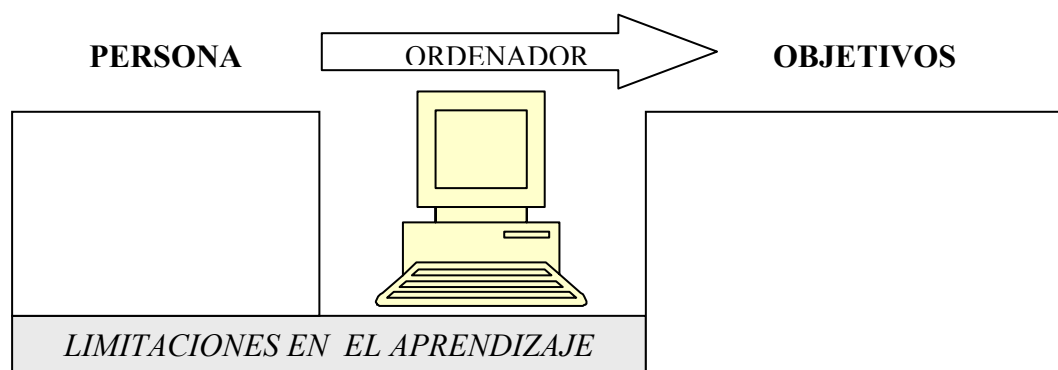 PERSONA ORDENADOR OBJETIVOS
LIMITACIONES EN EL APRENDIZAJE